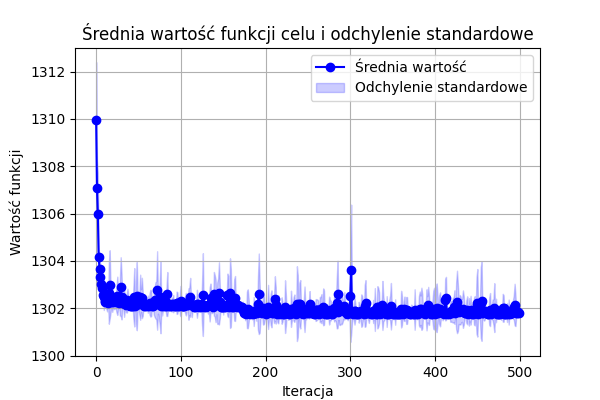 Średnia wartość funkcji celu i odchylenie standardowe
Średnia wartość
Odchylenie standardowe
Wartość funkcji
1312
1310
1308
1306
1304
1302
1300
0 100 200 300 400 500
Iteracja